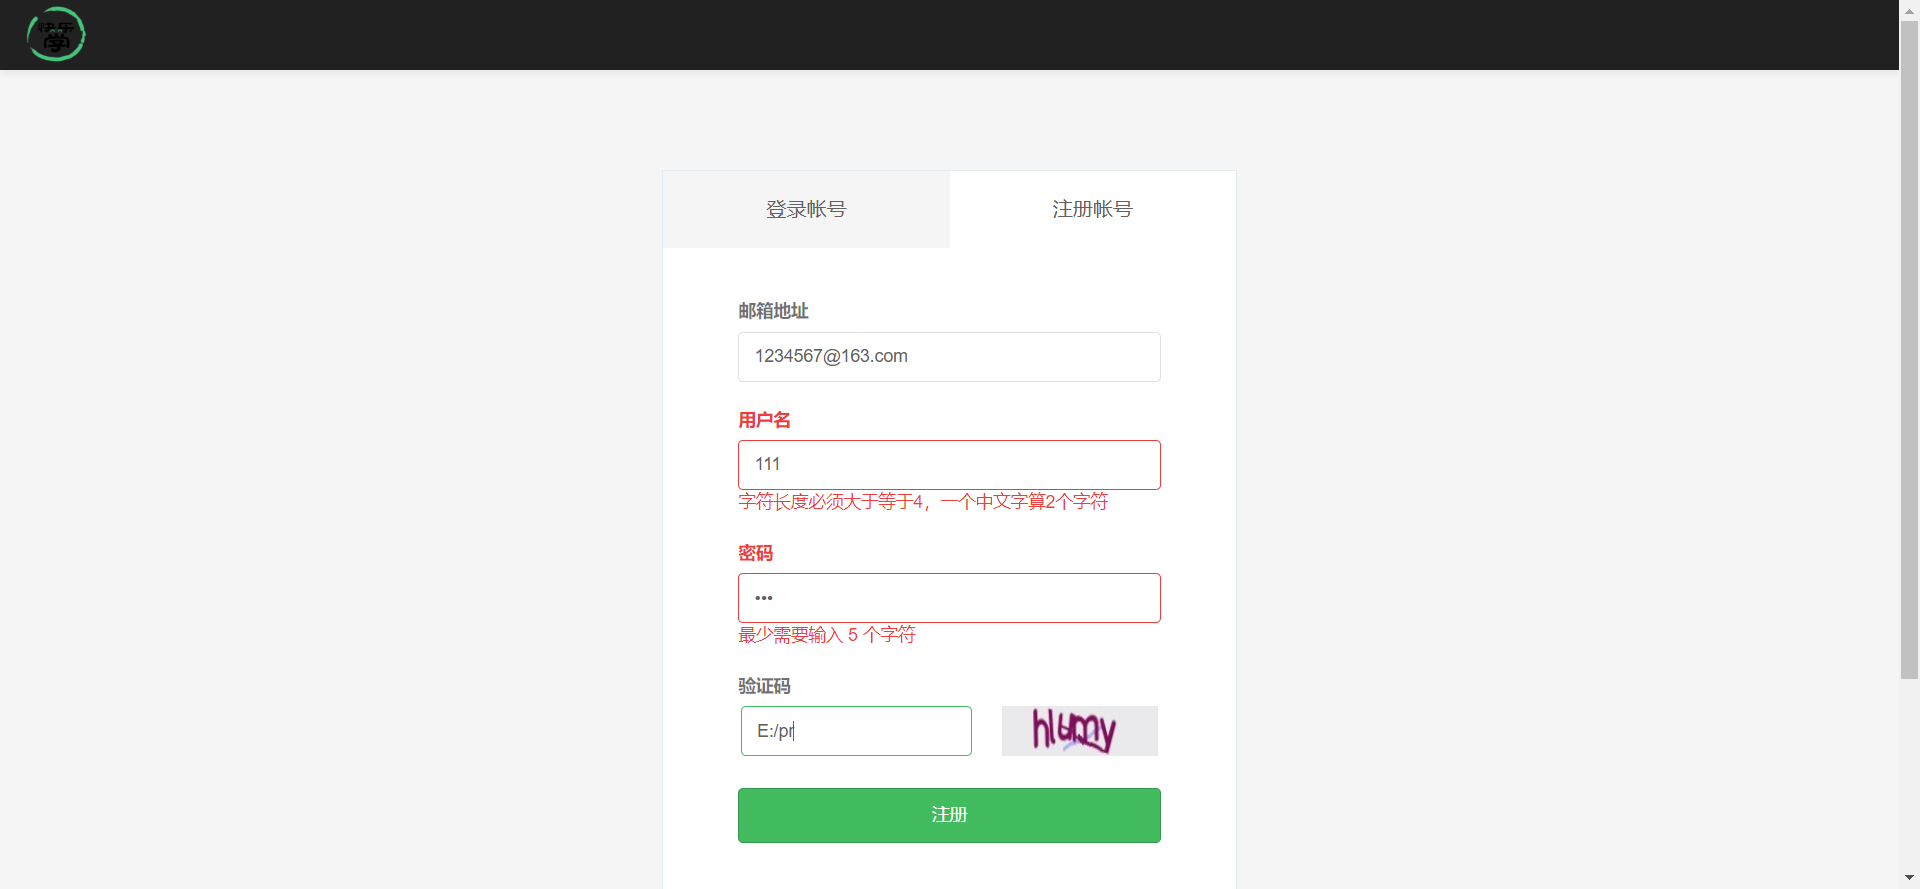 快乐
學
登录帐号
注册帐号
邮箱地址
1234567@163.com
用户名
111
字符长度必须大于等于4，一个中文字算2个字符
密码
•••
最少需要输入 5 个字符
验证码
E:/pr
注册